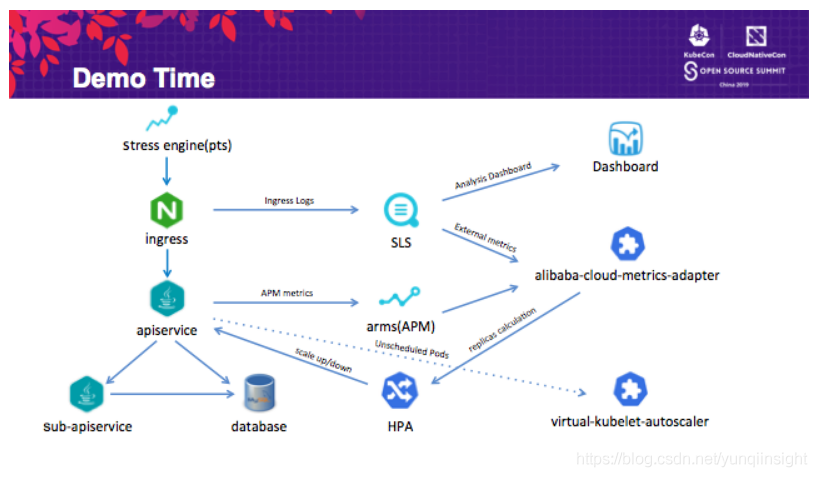 Demo Time
KubeCon
CloudNativeCon
OPEN SOURCE SUMMIT
China 2019
stress engine(pts)
Dashboard
Analysis Dashboard
Ingress Logs
ingress
SLS
External metrics
alibaba-cloud-metrics-adapter
APM metrics
apiservice
arms(APM)
replicas calculation
Unscheduled Pods
scale up/down
sub-apiservice
database
HPA
virtual-kubelet-autoscaler
https://blog.csdn.net/yunqiinsight